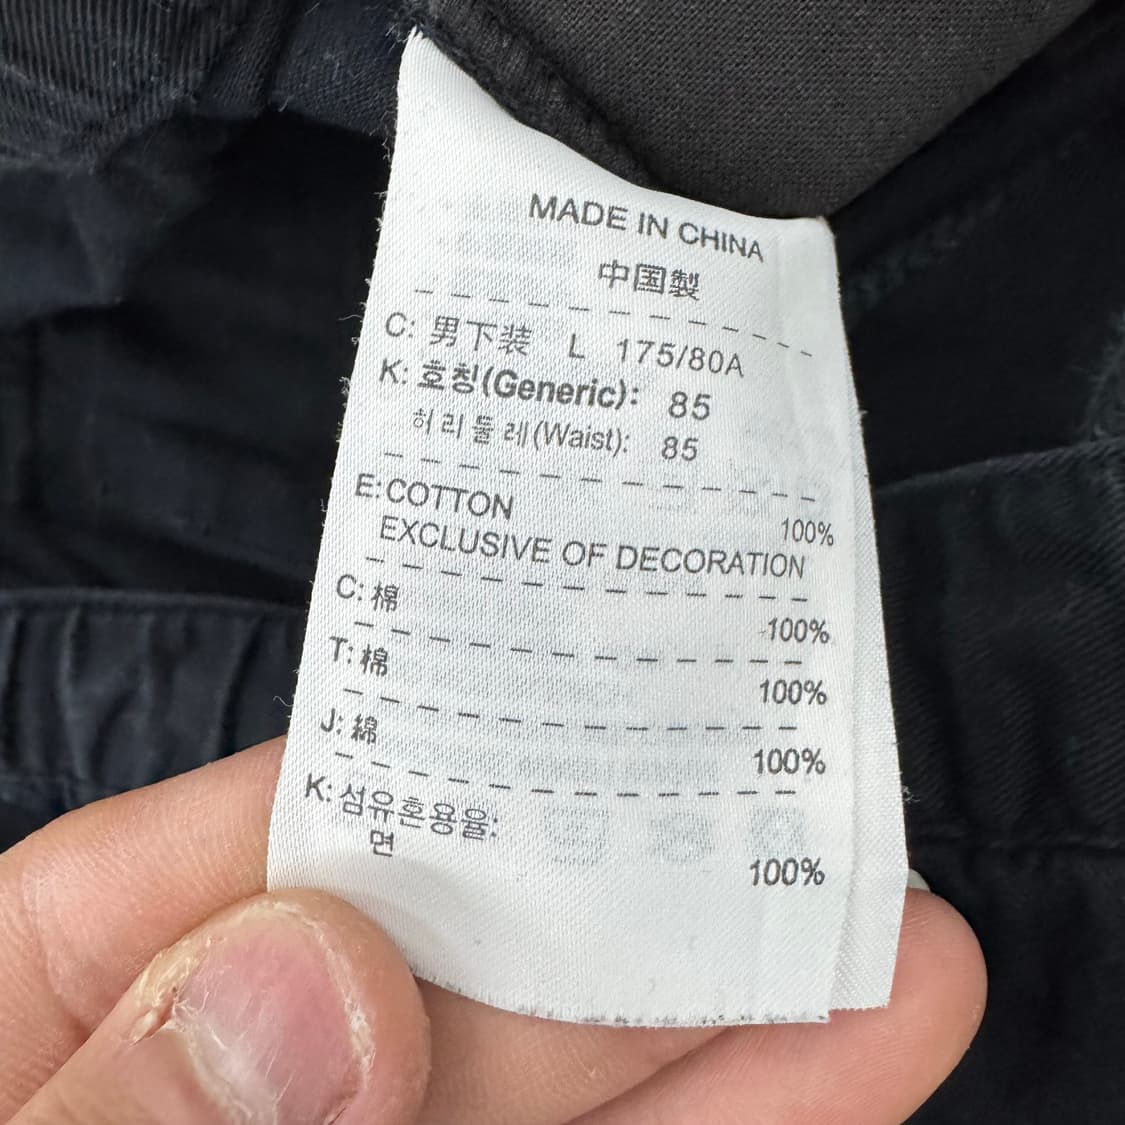 MADE IN CHINA
中国製
C: 男下装 L 175/80A
K: 호칭(Generic): 85
허리둘레(Waist): 85
E:COTTON 100%
EXCLUSIVE OF DECORATION
C: 棉 100%
T: 棉 100%
J: 綿 100%
K: 섬유혼용율:
면 100%